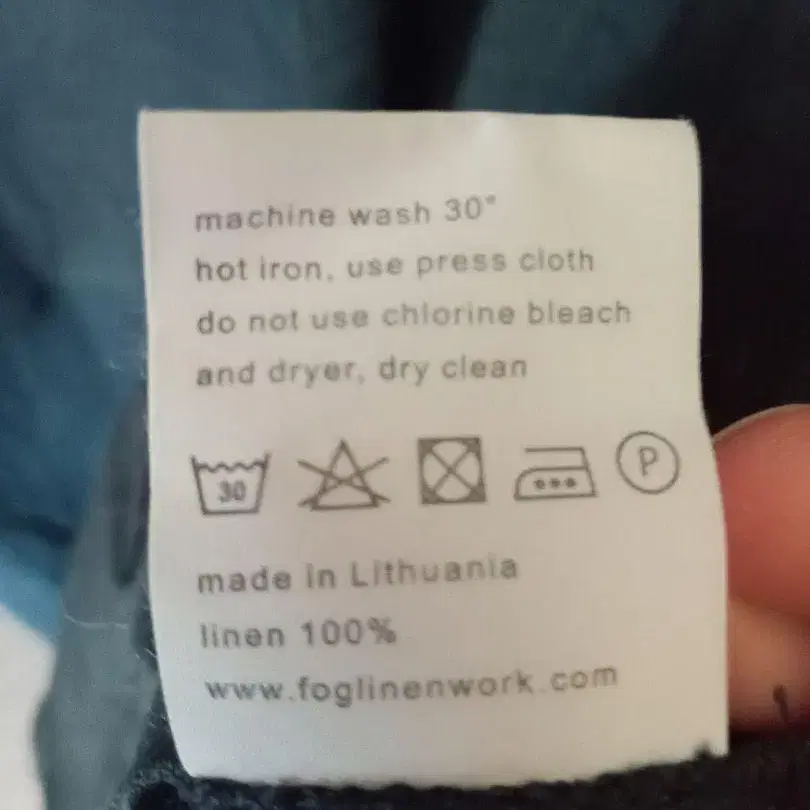 machine wash 30°
hot iron, use press cloth
do not use chlorine bleach
and dryer, dry clean
30 P
made in Lithuania
linen 100%
www.foglinenwork.com